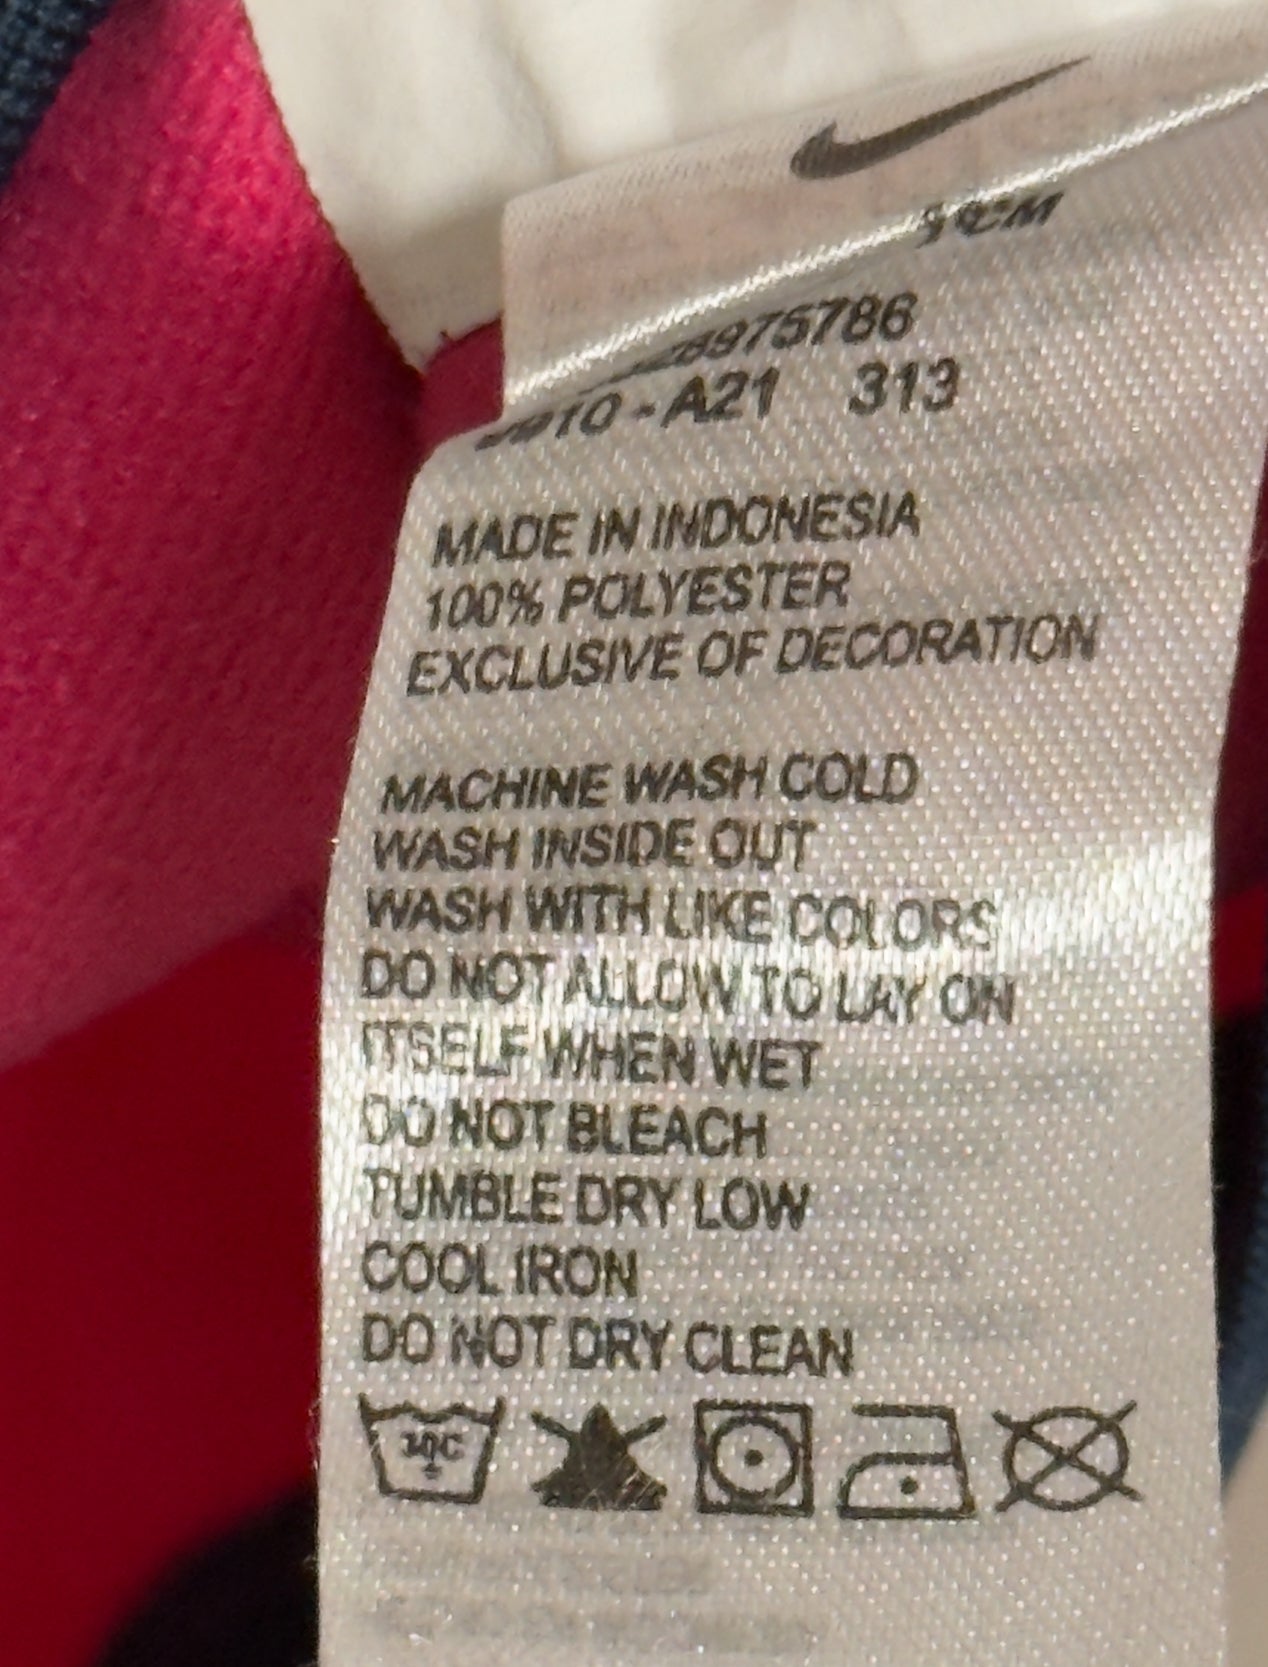 A21 313
MADE IN INDONESIA
100% POLYESTER
EXCLUSIVE OF DECORATION
MACHINE WASH COLD
WASH INSIDE OUT
WASH WITH LIKE COLORS
DO NOT ALLOW TO LAY ON
ITSELF WHEN WET
DO NOT BLEACH
TUMBLE DRY LOW
COOL IRON
DO NOT DRY CLEAN